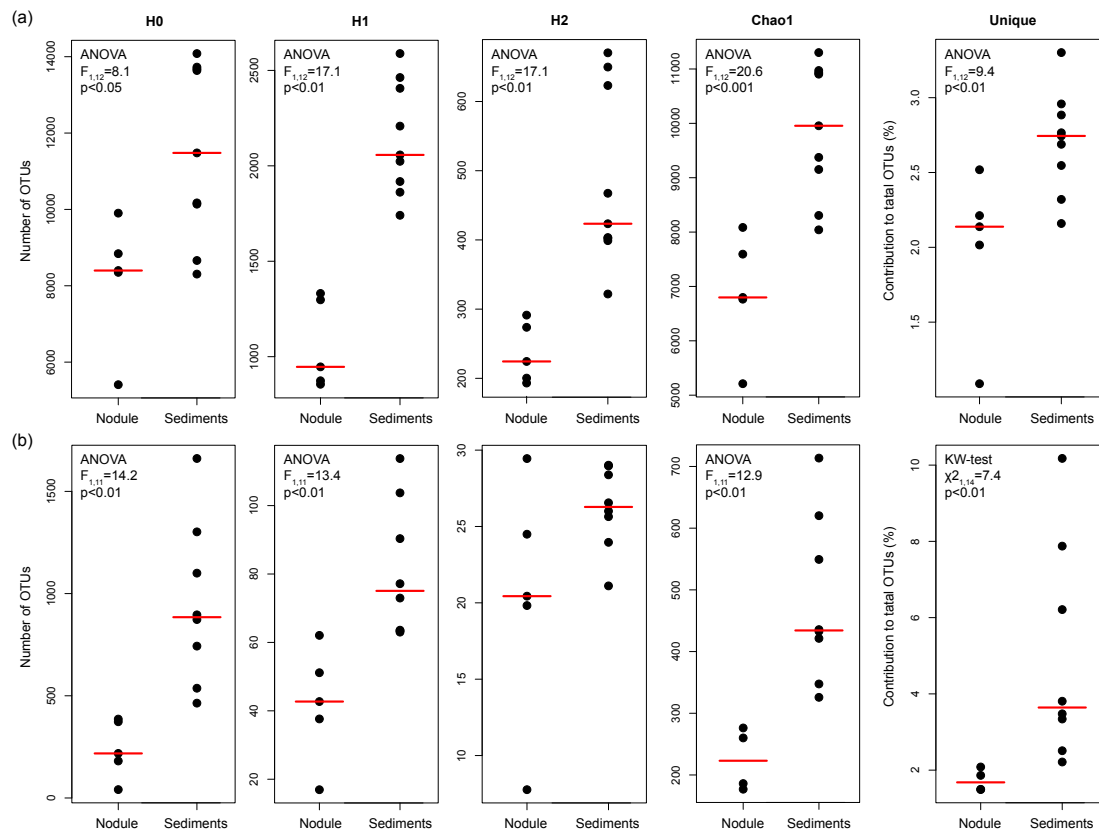 (a)
H0
H1
H2
Chao1
Unique
ANOVA
F1,12=8.1
p<0.05
Number of OTUs
14000
12000
10000
8000
6000
Nodule
Sediments
ANOVA
F1,12=17.1
p<0.01
2500
2000
1500
1000
Nodule
Sediments
ANOVA
F1,12=17.1
p<0.01
600
500
400
300
200
Nodule
Sediments
ANOVA
F1,12=20.6
p<0.001
11000
10000
9000
8000
7000
6000
5000
Nodule
Sediments
ANOVA
F1,12=9.4
p<0.01
Contribution to tatal OTUs (%)
3.0
2.5
2.0
1.5
Nodule
Sediments
(b)
ANOVA
F1,11=14.2
p<0.01
Number of OTUs
1500
1000
500
0
Nodule
Sediments
ANOVA
F1,11=13.4
p<0.01
100
80
60
40
20
Nodule
Sediments
30
25
20
15
10
Nodule
Sediments
ANOVA
F1,11=12.9
p<0.01
700
600
500
400
300
200
Nodule
Sediments
KW-test
χ21,14=7.4
p<0.01
Contribution to tatal OTUs (%)
10
8
6
4
2
Nodule
Sediments